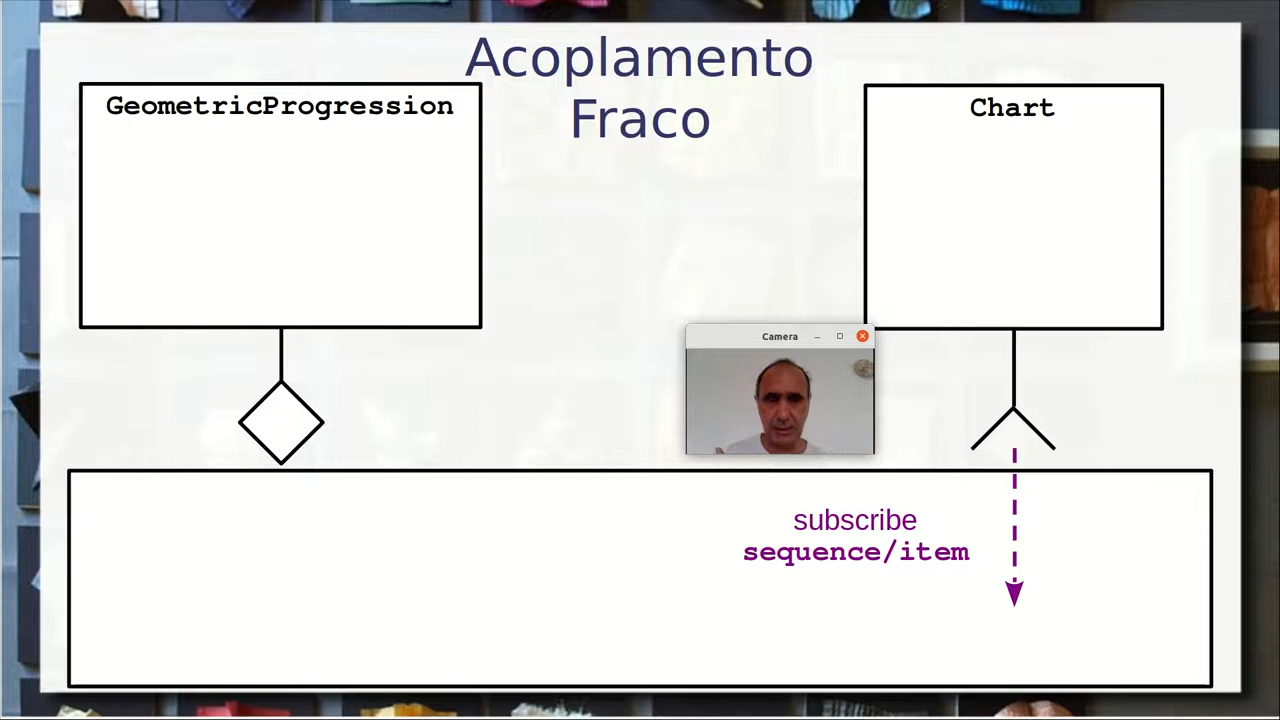 Acoplamento
Fraco
GeometricProgression
Chart
Camera
subscribe
sequence/item